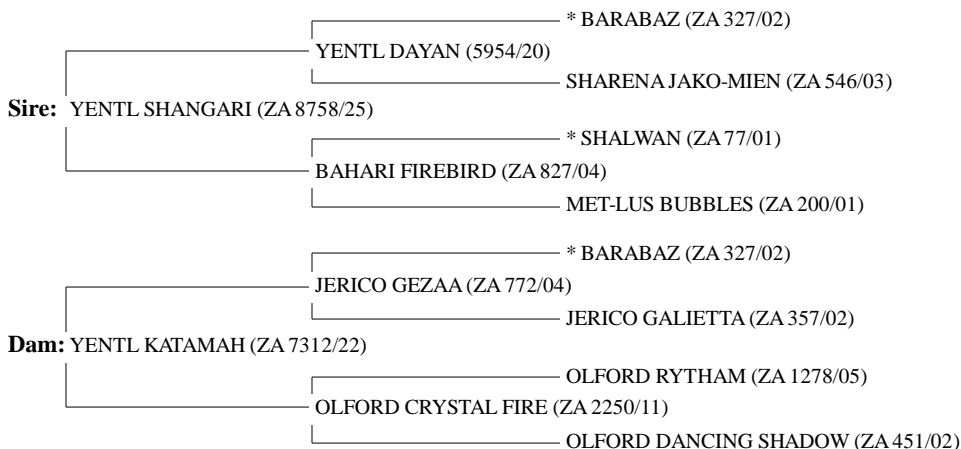 * BARABAZ (ZA 327/02)
YENTL DAYAN (5954/20)
SHARENA JAKO-MIEN (ZA 546/03)
Sire: YENTL SHANGARI (ZA 8758/25)
* SHALWAN (ZA 77/01)
BAHARI FIREBIRD (ZA 827/04)
MET-LUS BUBBLES (ZA 200/01)
* BARABAZ (ZA 327/02)
JERICO GEZAA (ZA 772/04)
JERICO GALIETTA (ZA 357/02)
Dam: YENTL KATAMAH (ZA 7312/22)
OLFORD RYTHAM (ZA 1278/05)
OLFORD CRYSTAL FIRE (ZA 2250/11)
OLFORD DANCING SHADOW (ZA 451/02)